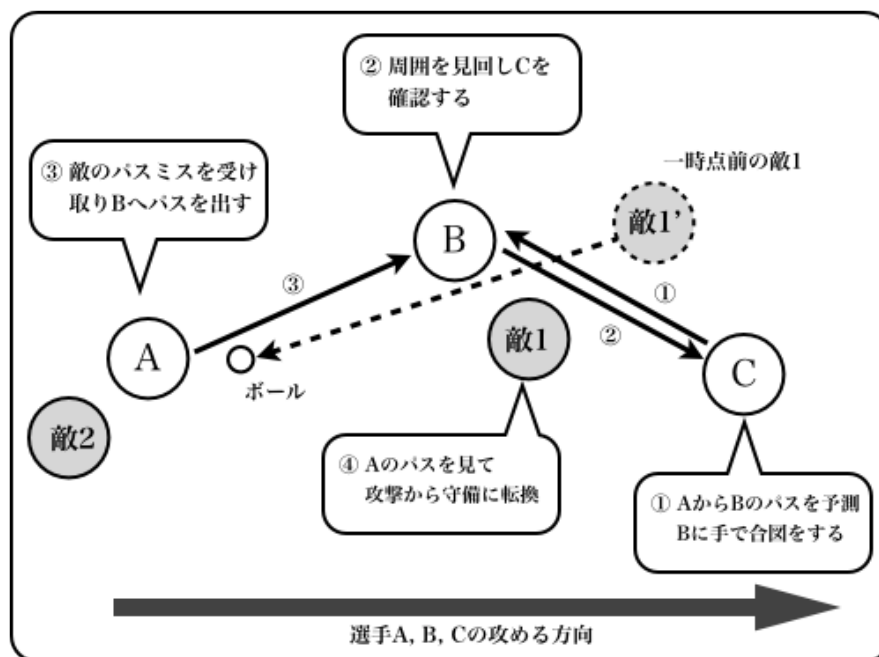 ② 周囲を見回しCを
確認する
③ 敵のパスミスを受け
取りBへパスを出す
一時点前の敵1
敵1’
B
③
①
②
A
ボール
敵1
C
敵2
④ Aのパスを見て
攻撃から守備に転換
① AからBのパスを予測
Bに手で合図をする
選手A, B, Cの攻める方向